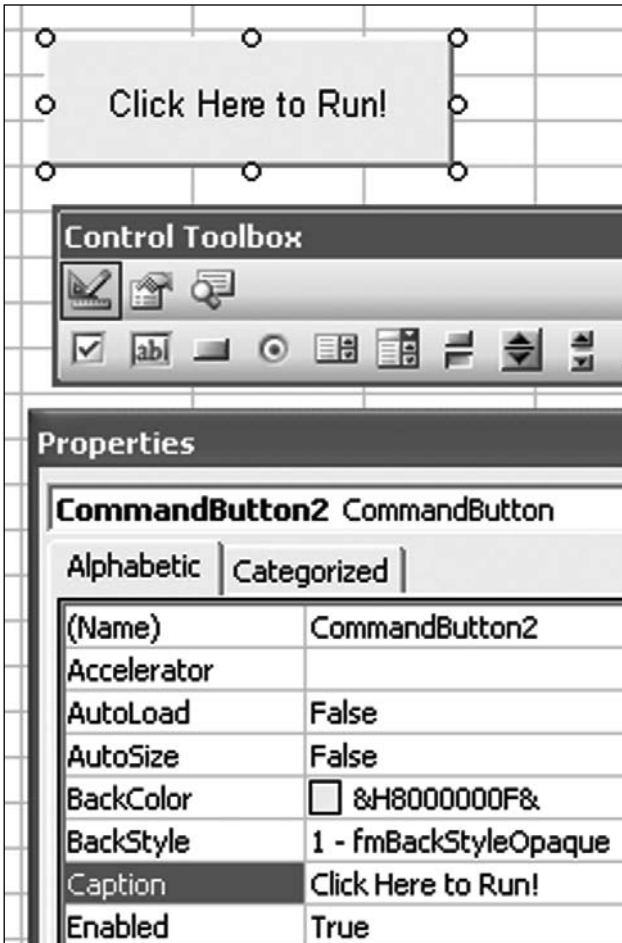 Click Here to Run!
Control Toolbox
ab
Properties
CommandButton2 CommandButton
Alphabetic Categorized
(Name) CommandButton2
Accelerator
AutoLoad False
AutoSize False
BackColor &H8000000F&
BackStyle 1 - fmBackStyleOpaque
Caption Click Here to Run!
Enabled True